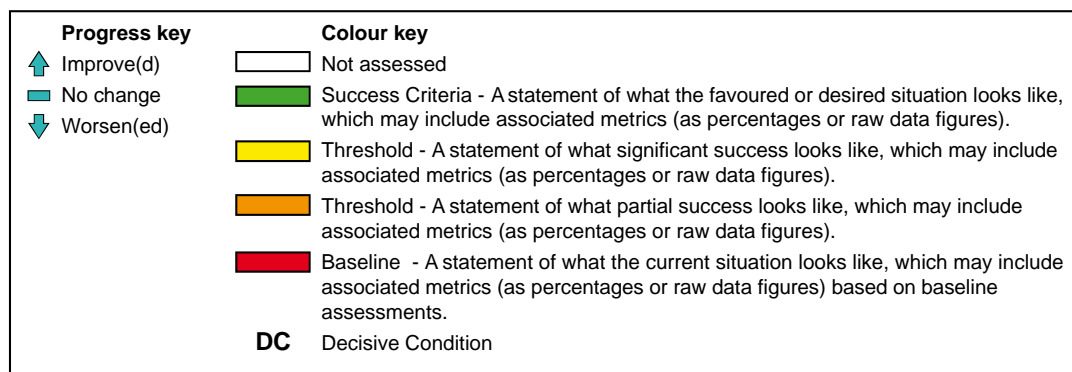 Progress key
Improve(d)
No change
Worsen(ed)
Colour key
Not assessed
Success Criteria - A statement of what the favoured or desired situation looks like,
which may include associated metrics (as percentages or raw data figures).
Threshold - A statement of what significant success looks like, which may include
associated metrics (as percentages or raw data figures).
Threshold - A statement of what partial success looks like, which may include
associated metrics (as percentages or raw data figures).
Baseline - A statement of what the current situation looks like, which may include
associated metrics (as percentages or raw data figures) based on baseline
assessments.
DC Decisive Condition